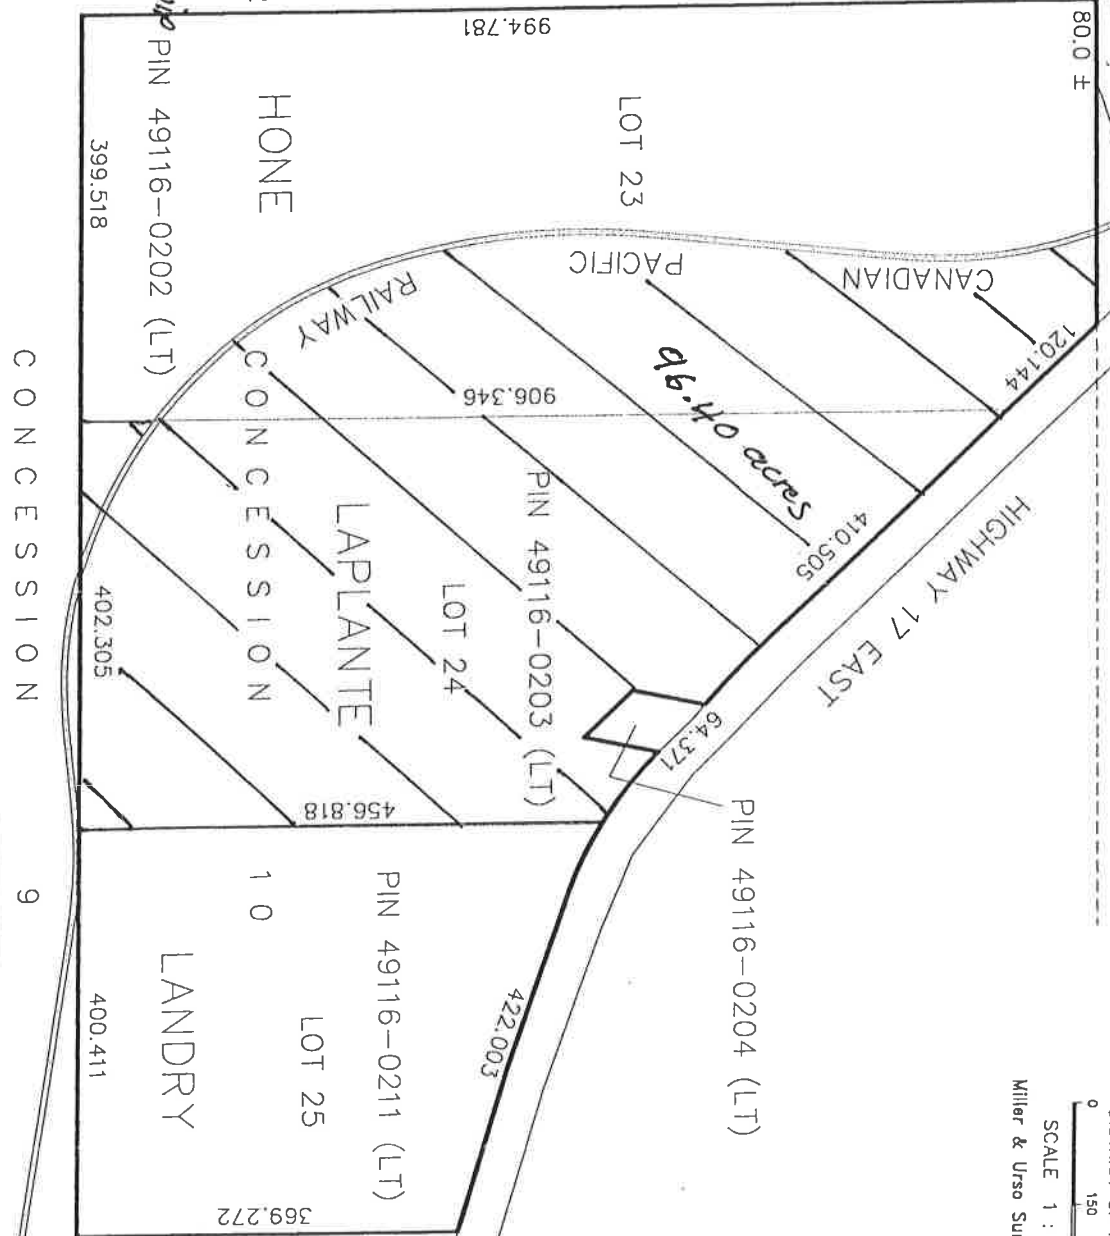 80.0 ±
994.781
PIN 49116-0202 (LT)
399.518
HONE
LOT 23
CANADIAN
PACIFIC
RAILWAY
120.144
906.346
96.40 acres
410.505
HIGHWAY 17 EAST
PIN 49116-0203 (LT)
LOT 24
LAPLANTE
CONCESSION
402.305
64.371
456.818
PIN 49116-0204 (LT)
10
PIN 49116-0211 (LT)
LOT 25
LANDRY
422.003
400.411
369.272
CONCESSION 9
0 150
SCALE 1 :
Miller & Urso